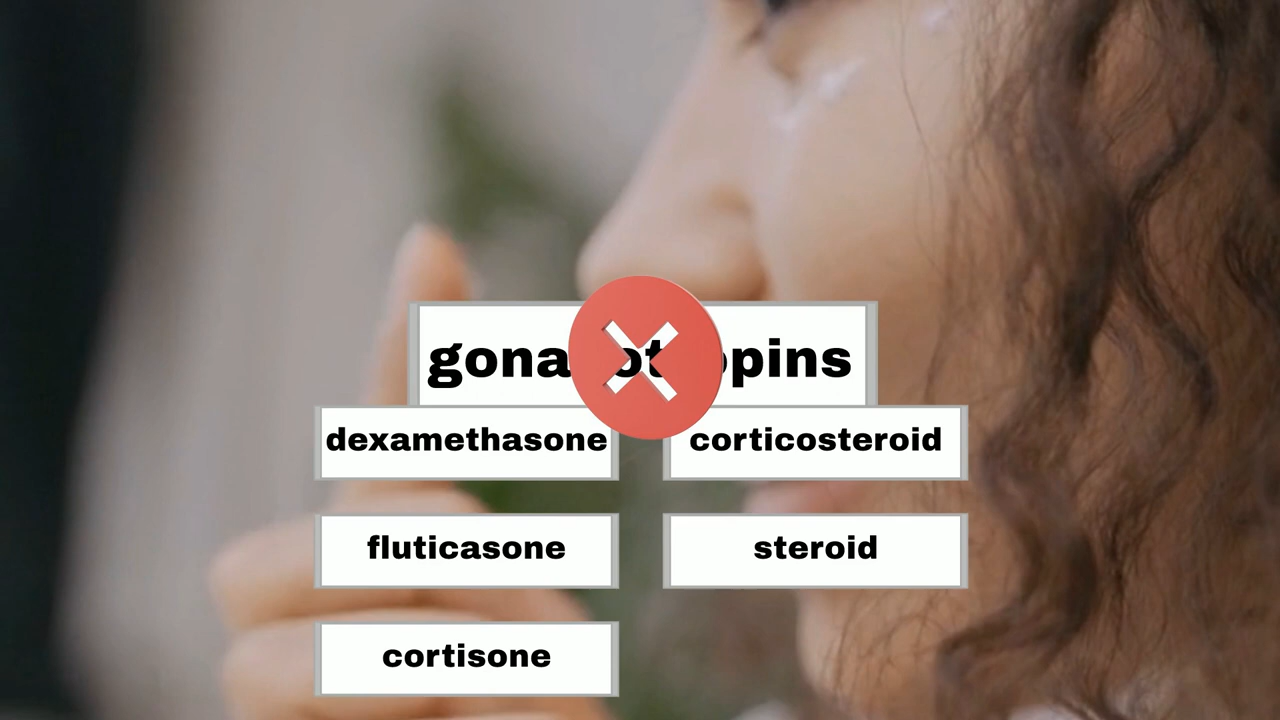 dexamethasone corticosteroid
fluticasone steroid
cortisone